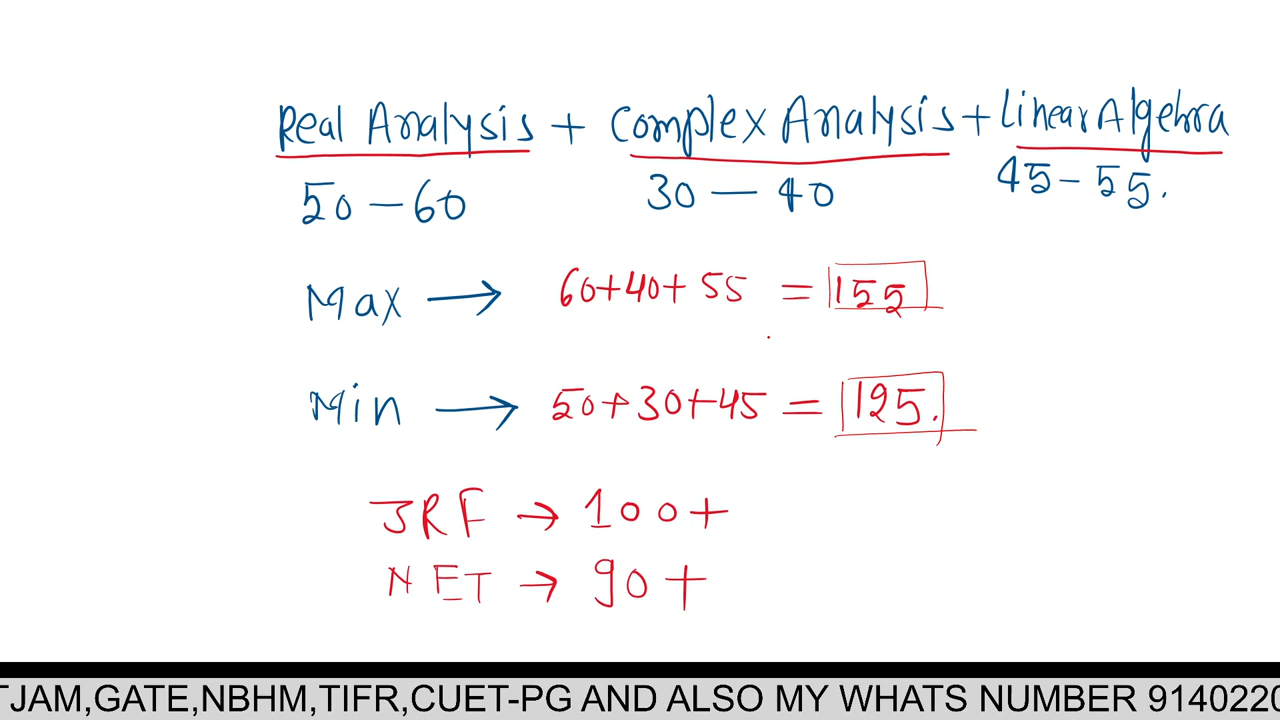 Real Analysis + Complex Analysis + Linear Algebra
50 – 60 30 — 40 45 – 55.
Max → 60+40+55 = 155
Min → 50+30+45 = 125.
JRF → 100+
NET → 90+
TJAM,GATE,NBHM,TIFR,CUET-PG AND ALSO MY WHATS NUMBER 9140220